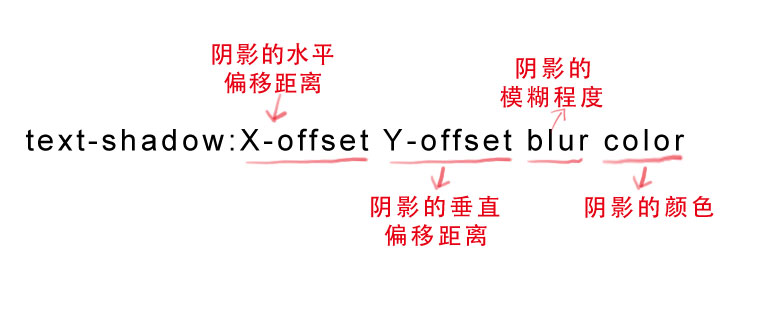 阴影的水平
偏移距离
阴影的
模糊程度
text-shadow:X-offset Y-offset blur color
阴影的垂直
偏移距离
阴影的颜色